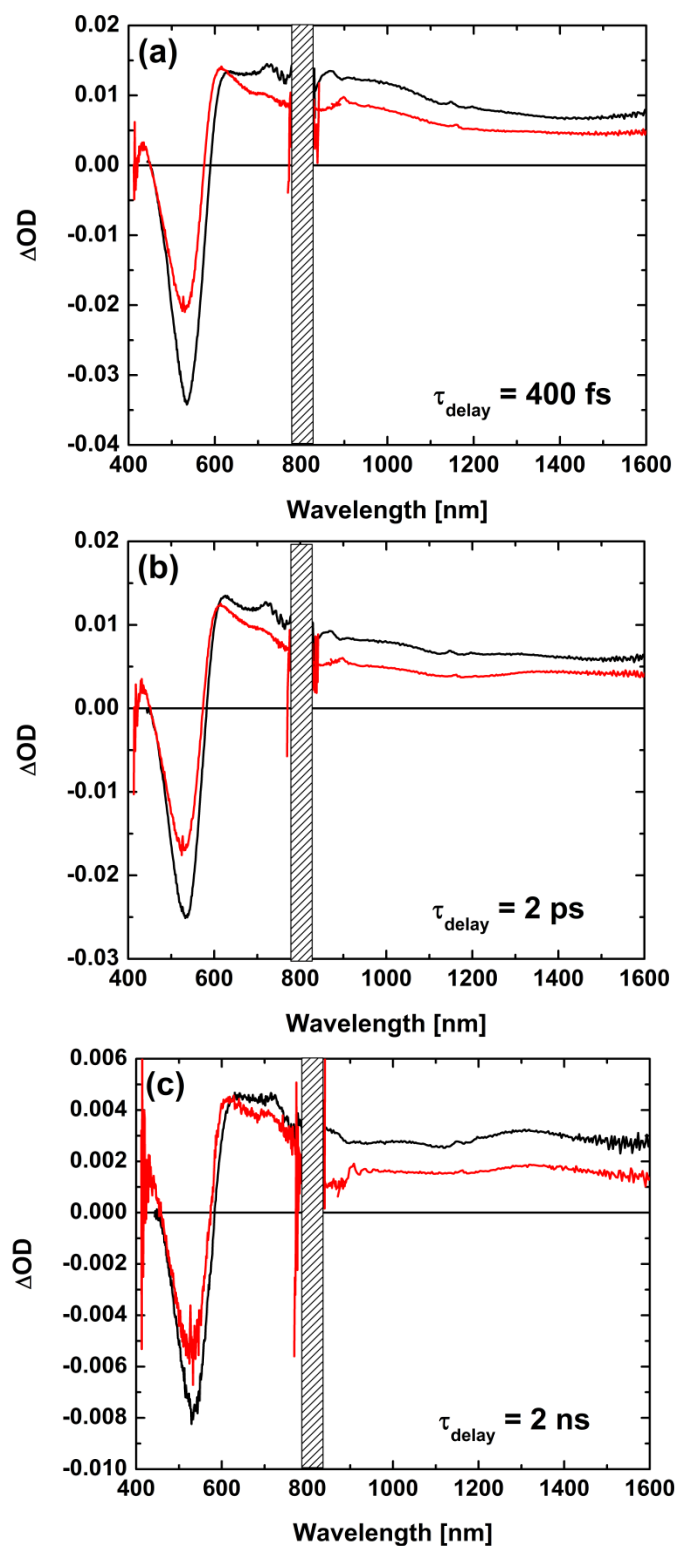 (a)
0.02
0.01
0.00
-0.01
-0.02
-0.03
-0.04
ΔOD
τdelay = 400 fs
400 600 800 1000 1200 1400 1600
Wavelength [nm]
(b)
0.02
0.01
0.00
-0.01
-0.02
-0.03
ΔOD
τdelay = 2 ps
400 600 800 1000 1200 1400 1600
Wavelength [nm]
(c)
0.006
0.004
0.002
0.000
-0.002
-0.004
-0.006
-0.008
-0.010
ΔOD
τdelay = 2 ns
400 600 800 1000 1200 1400 1600
Wavelength [nm]